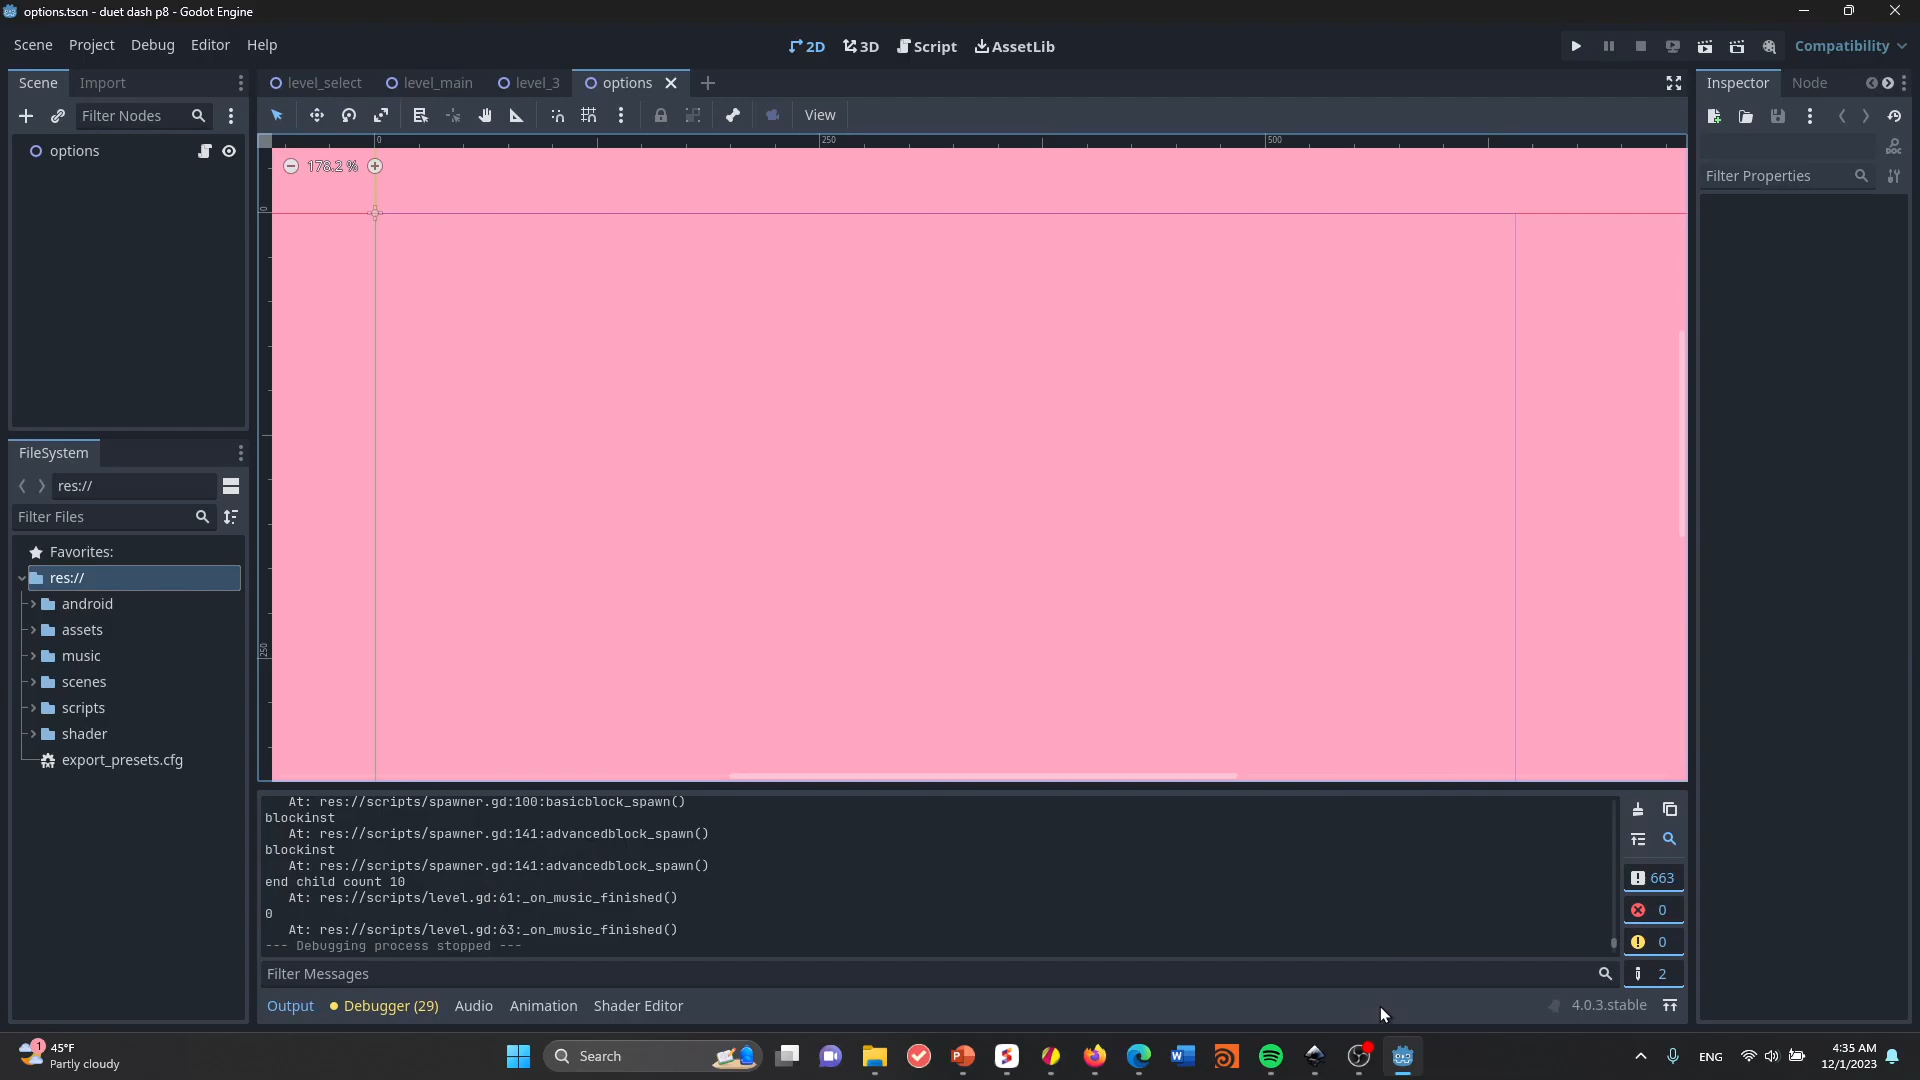 options.tscn - duet dash p8 - Godot Engine
Scene Project Debug Editor Help
2D 3D Script AssetLib
Compatibility
Scene Import
level_select level_main level_3 options
Inspector Node
Filter Nodes
View
options
0 250 500
178.2 %
0
250
DOC
Filter Properties
FileSystem
res://
Filter Files
Favorites:
res://
android
assets
music
scenes
scripts
shader
export_presets.cfg
At: res://scripts/spawner.gd:100:basicblock_spawn()
blockinst
At: res://scripts/spawner.gd:141:advancedblock_spawn()
blockinst
At: res://scripts/spawner.gd:141:advancedblock_spawn()
end child count 10
At: res://scripts/level.gd:61:_on_music_finished()
0
At: res://scripts/level.gd:63:_on_music_finished()
--- Debugging process stopped ---
663
0
0
2
Filter Messages
Output Debugger (29) Audio Animation Shader Editor
4.0.3.stable
1
45°F
Partly cloudy
Search
ENG
4:35 AM
12/1/2023